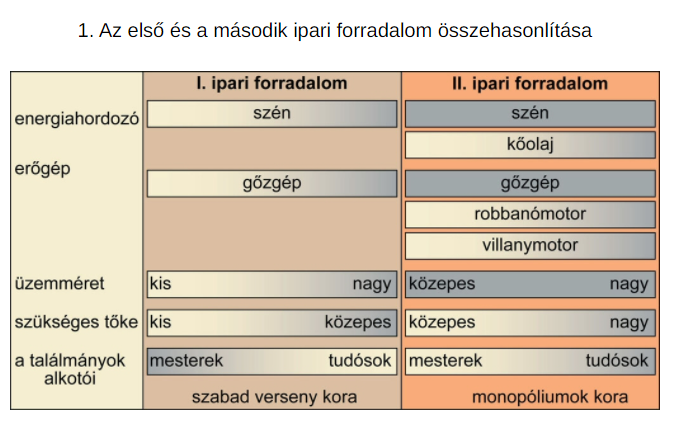 1. Az első és a második ipari forradalom összehasonlítása
I. ipari forradalom II. ipari forradalom
energiahordozó szén szén
kőolaj
erőgép
gőzgép gőzgép
robbanómotor
villanymotor
üzemméret kis nagy közepes nagy
szükséges tőke kis közepes közepes nagy
a találmányok mesterek tudósok mesterek tudósok
alkotói
szabad verseny kora monopóliumok kora